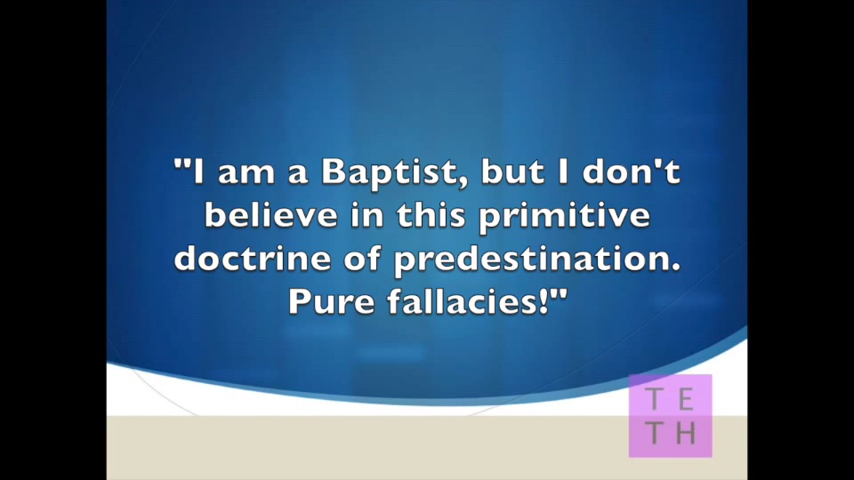 "I am a Baptist, but I don't
believe in this primitive
doctrine of predestination.
Pure fallacies!"
T E
T H